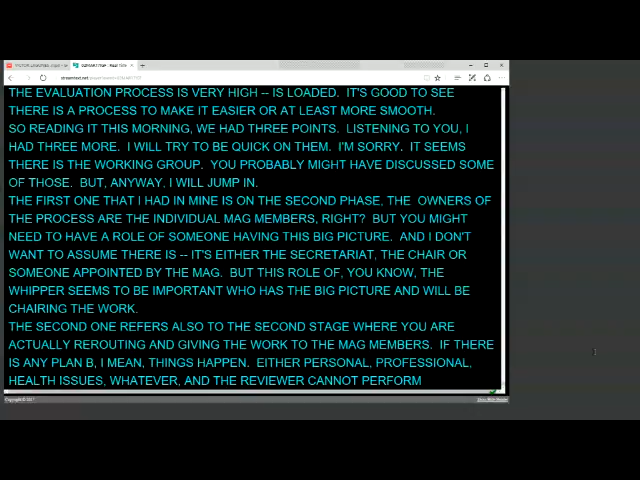 streamtext.net
THE EVALUATION PROCESS IS VERY HIGH -- IS LOADED. IT'S GOOD TO SEE
THERE IS A PROCESS TO MAKE IT EASIER OR AT LEAST MORE SMOOTH.
SO READING IT THIS MORNING, WE HAD THREE POINTS. LISTENING TO YOU, I
HAD THREE MORE. I WILL TRY TO BE QUICK ON THEM. I'M SORRY. IT SEEMS
THERE IS THE WORKING GROUP. YOU PROBABLY MIGHT HAVE DISCUSSED SOME
OF THOSE. BUT, ANYWAY, I WILL JUMP IN.
THE FIRST ONE THAT I HAD IN MINE IS ON THE SECOND PHASE. THE OWNERS OF
THE PROCESS ARE THE INDIVIDUAL MAG MEMBERS, RIGHT? BUT YOU MIGHT
NEED TO HAVE A ROLE OF SOMEONE HAVING THIS BIG PICTURE. AND I DON'T
WANT TO ASSUME THERE IS -- IT'S EITHER THE SECRETARIAT, THE CHAIR OR
SOMEONE APPOINTED BY THE MAG. BUT THIS ROLE OF, YOU KNOW, THE
WHIPPER SEEMS TO BE IMPORTANT WHO HAS THE BIG PICTURE AND WILL BE
CHAIRING THE WORK.
THE SECOND ONE REFERS ALSO TO THE SECOND STAGE WHERE YOU ARE
ACTUALLY REROUTING AND GIVING THE WORK TO THE MAG MEMBERS. IF THERE
IS ANY PLAN B, I MEAN, THINGS HAPPEN. EITHER PERSONAL, PROFESSIONAL,
HEALTH ISSUES, WHATEVER, AND THE REVIEWER CANNOT PERFORM